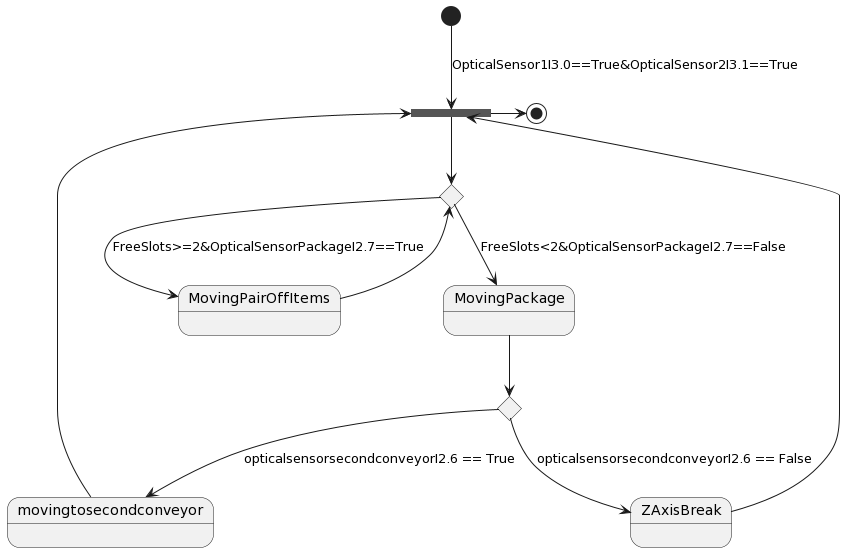 OpticalSensor1I3.0==True&OpticalSensor2I3.1==True
FreeSlots>=2&OpticalSensorPackageI2.7==True
FreeSlots<2&OpticalSensorPackageI2.7==False
MovingPairOffItems
MovingPackage
opticalsensorsecondconveyorI2.6 == True
opticalsensorsecondconveyorI2.6 == False
movingtosecondconveyor
ZAxisBreak